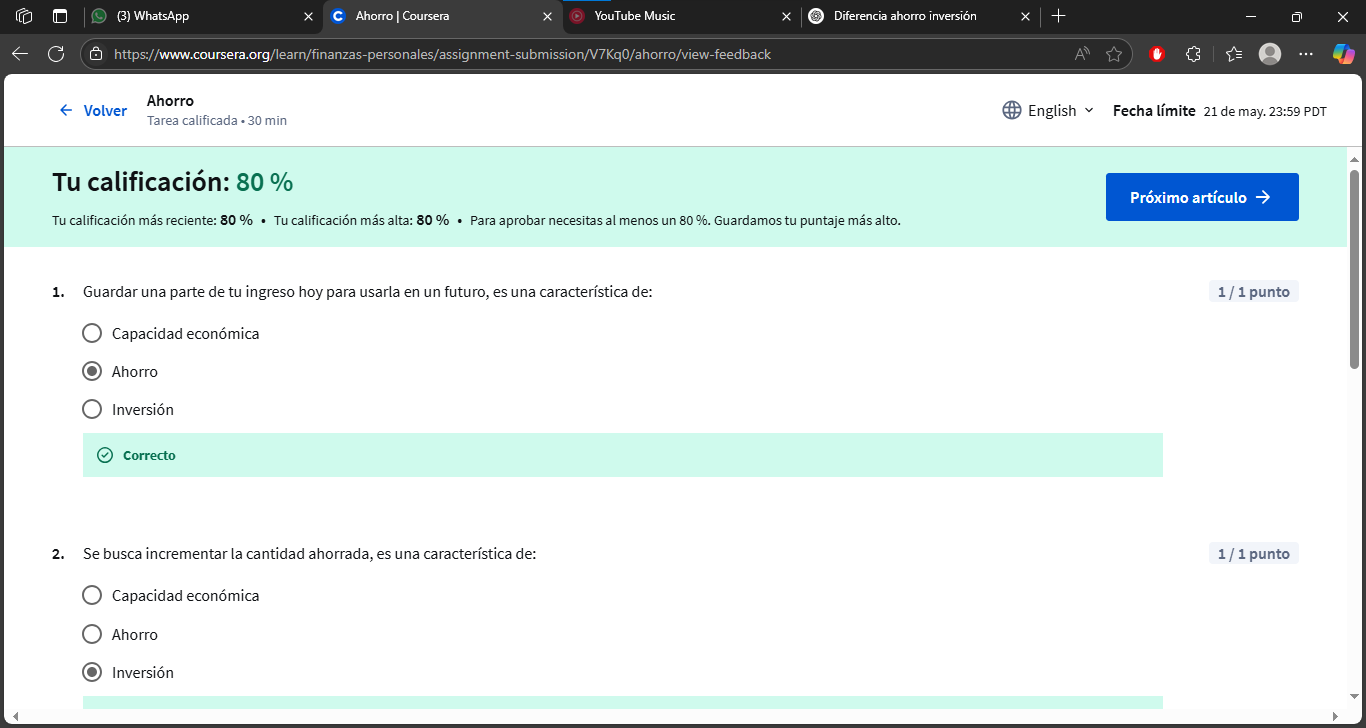 (3) WhatsApp
Ahorro | Coursera
YouTube Music
Diferencia ahorro inversión
https://www.coursera.org/learn/finanzas-personales/assignment-submission/V7Kq0/ahorro/view-feedback
Volver
Ahorro
Tarea calificada • 30 min
English
Fecha límite 21 de may. 23:59 PDT
Tu calificación: 80 %
Tu calificación más reciente: 80 % • Tu calificación más alta: 80 % • Para aprobar necesitas al menos un 80 %. Guardamos tu puntaje más alto.
Próximo artículo
1. Guardar una parte de tu ingreso hoy para usarla en un futuro, es una característica de:
1 / 1 punto
Capacidad económica
Ahorro
Inversión
Correcto
2. Se busca incrementar la cantidad ahorrada, es una característica de:
1 / 1 punto
Capacidad económica
Ahorro
Inversión